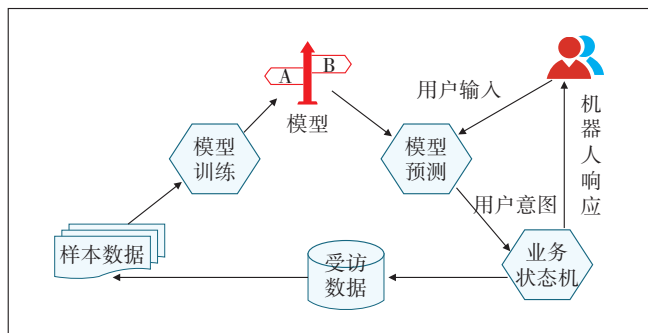 A
B
模型
用户输入
机器人响应
模型
训练
模型
预测
用户意图
样本数据
受访
数据
业务
状态机